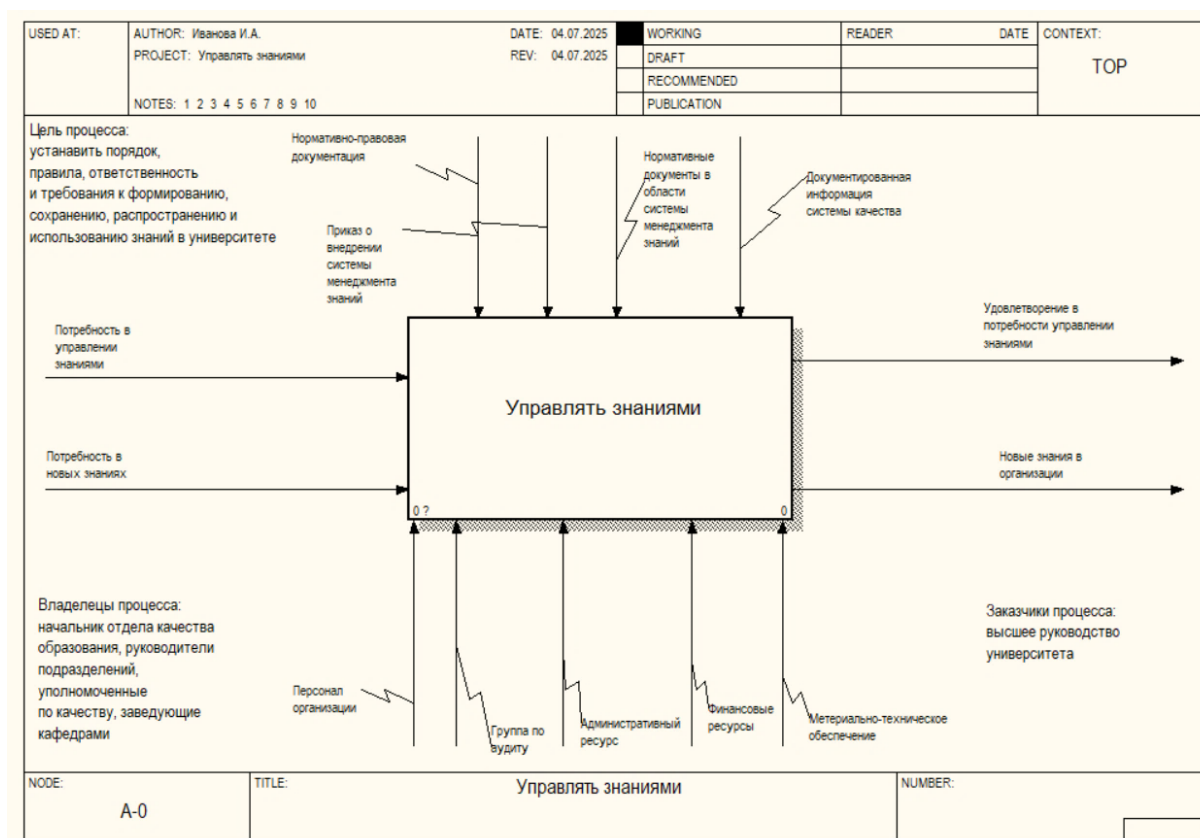 USED AT:
AUTHOR: Иванова И.А.
DATE: 04.07.2025
PROJECT: Управлять знаниями
REV: 04.07.2025
NOTES: 1 2 3 4 5 6 7 8 9 10
WORKING
DRAFT
RECOMMENDED
PUBLICATION
READER DATE
CONTEXT:
TOP
Цель процесса:
устанавить порядок,
правила, ответственность
и требования к формированию,
сохранению, распространению и
использованию знаний в университете
Нормативно-правовая
документация
Приказ о
внедрении
системы
менеджмента
знаний
Нормативные
документы в
области
системы
менеджмента
знаний
Документированная
информация
системы качества
Потребность в
управлении
знаниями
Потребность в
новых знаниях
Управлять знаниями
0 ?
0
Удовлетворение в
потребности управлении
знаниями
Новые знания в
организации
Владелецы процесса:
начальник отдела качества
образования, руководители
подразделений,
уполномоченные
по качеству, заведующие
кафедрами
Персонал
организации
Группа по
аудиту
Административный
ресурс
Финансовые
ресурсы
Метериально-техническое
обеспечение
Заказчики процесса:
высшее руководство
университета
NODE:
A-0
TITLE:
Управлять знаниями
NUMBER: